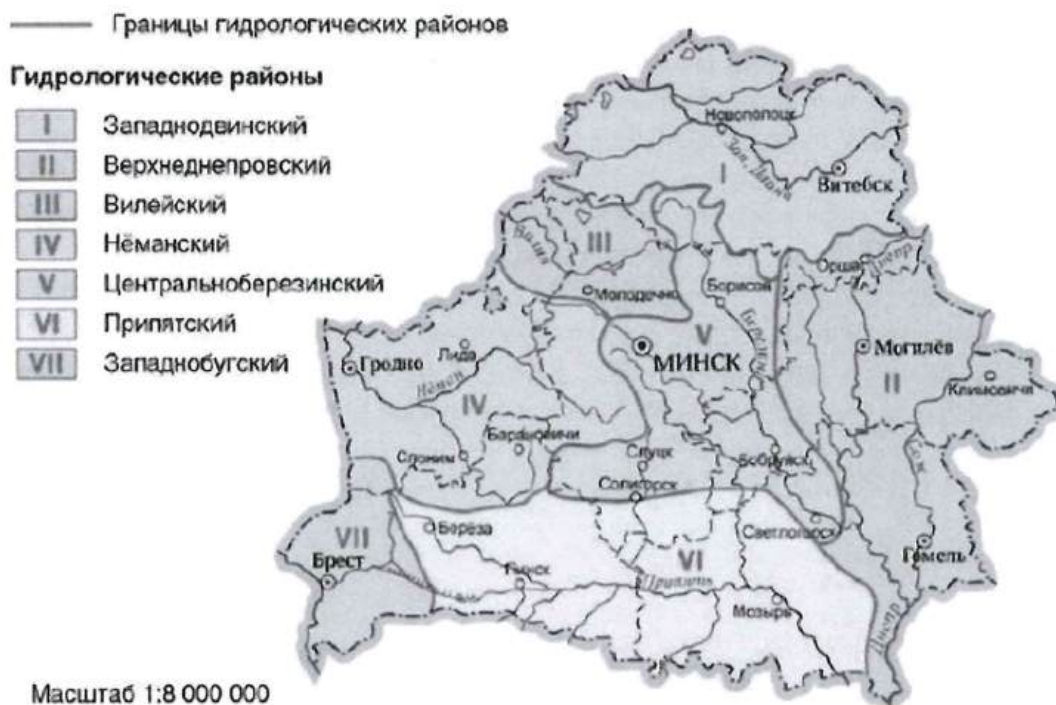 Границы гидрологических районов
Гидрологические районы
I Западнодвинский
II Верхнеднепровский
III Вилейский
IV Нёманский
V Центральноберезинский
VI Припятский
VII Западнобугский
Новополоцк
Зап. Двина
I
Витебск
Вилия
III
Орша
Днепр
Молодечно
Борисов
Березина
V
МИНСК
Могилёв
II
Климовичи
Гродно
Лида
Нёман
IV
Барановичи
Слоним
Слуцк
Бобруйск
Сож
Солигорск
Светлогорск
Гомель
Берёза
VII
Брест
Пинск
VI
Припять
Мозырь
Днепр
Масштаб 1:8 000 000